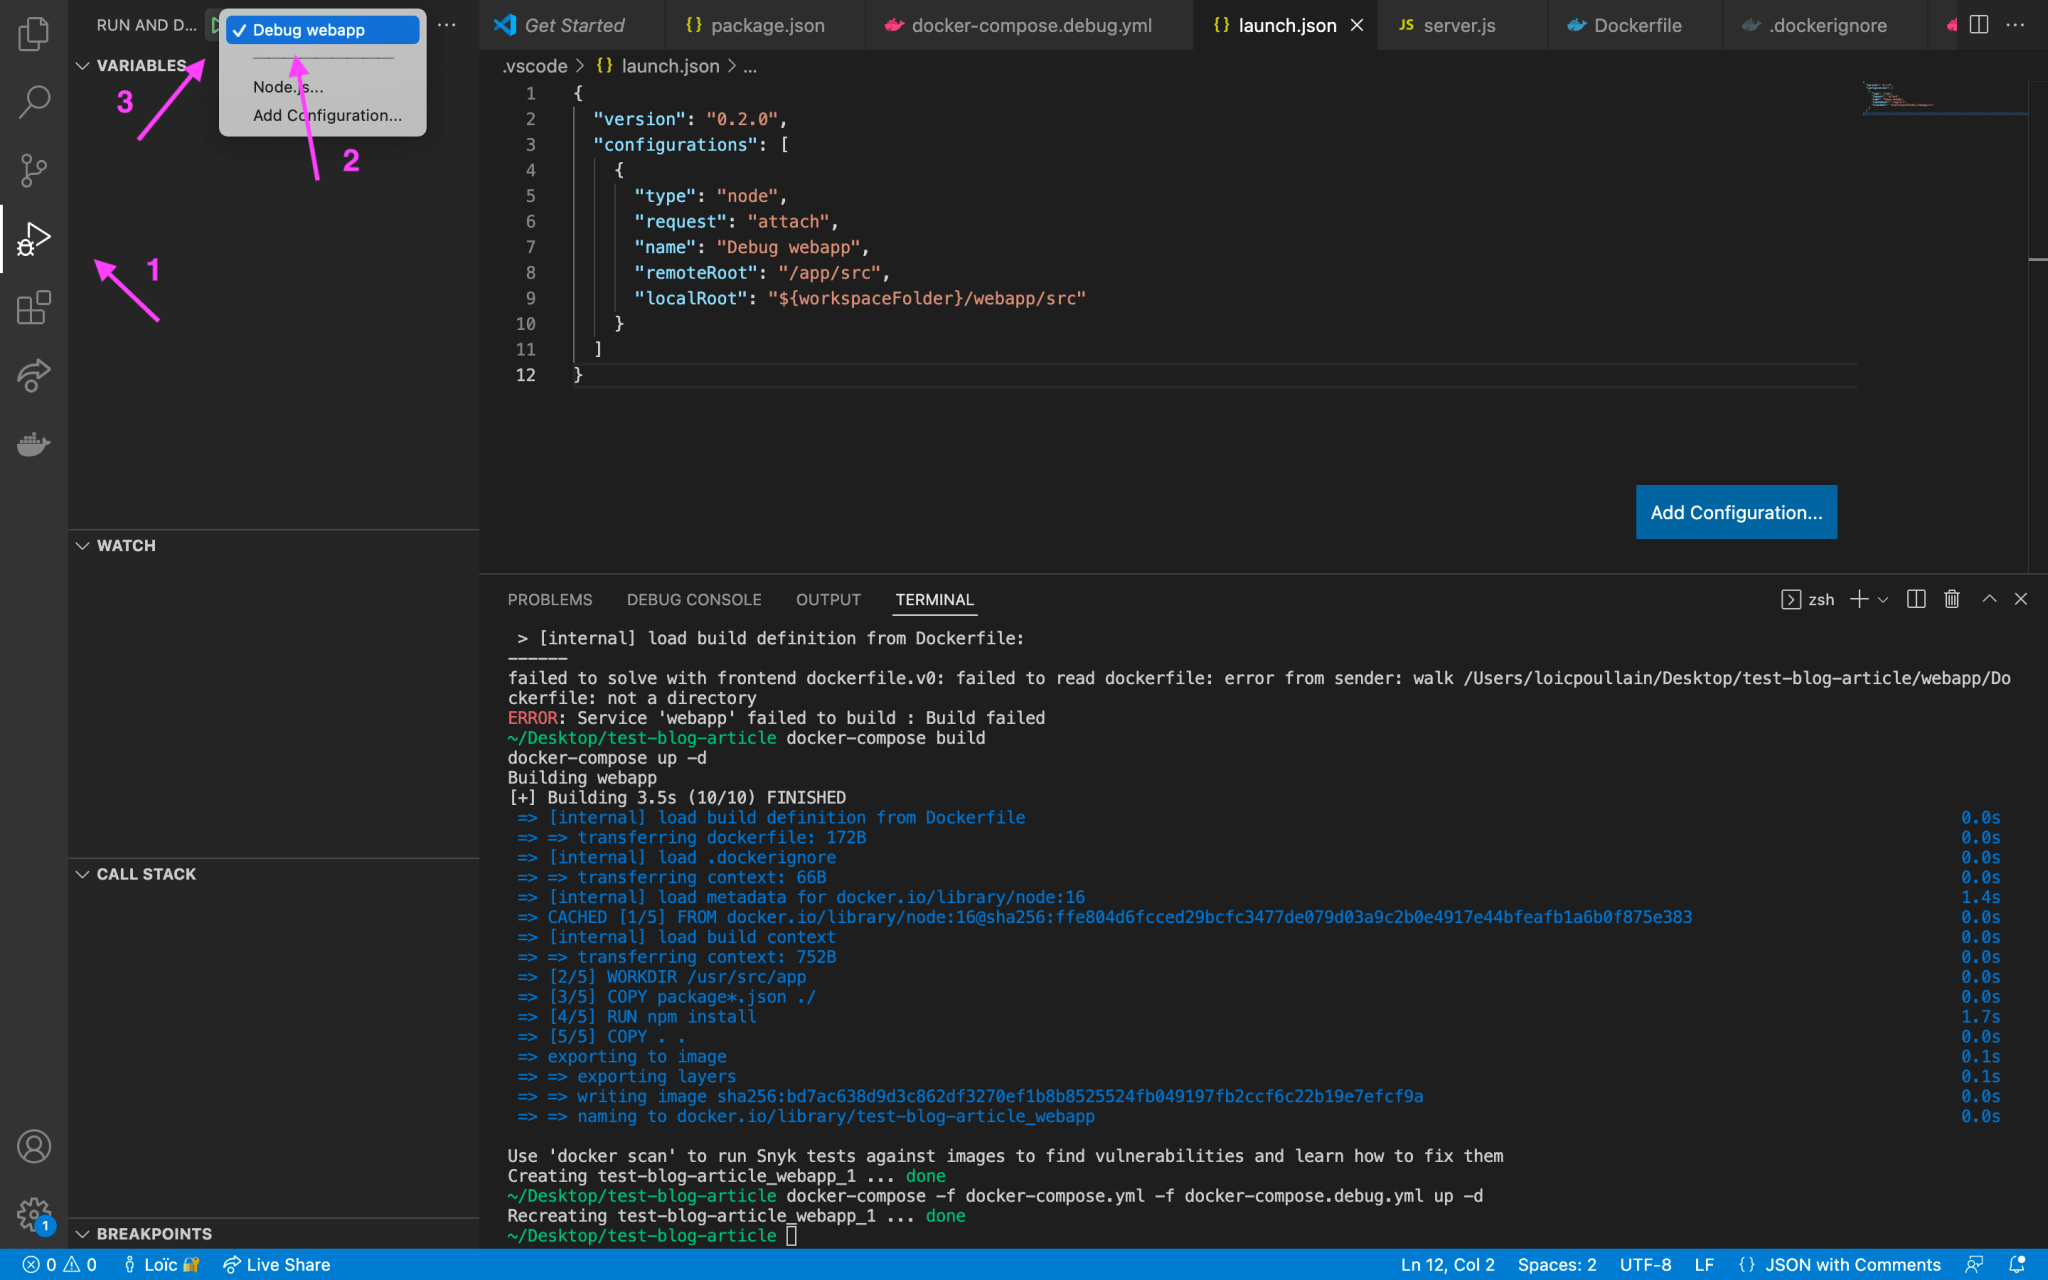 RUN AND D...
✓ Debug webapp
Node.js...
Add Configuration...
VARIABLES
3
2
1
WATCH
CALL STACK
BREAKPOINTS
1
Get Started
{} package.json
docker-compose.debug.yml
{} launch.json
JS server.js
Dockerfile
.dockerignore
.vscode > {} launch.json > ...
1 {
2 "version": "0.2.0",
3 "configurations": [
4 {
5 "type": "node",
6 "request": "attach",
7 "name": "Debug webapp",
8 "remoteRoot": "/app/src",
9 "localRoot": "${workspaceFolder}/webapp/src"
10 }
11 ]
12 }
Add Configuration...
PROBLEMS DEBUG CONSOLE OUTPUT TERMINAL
zsh
> [internal] load build definition from Dockerfile:
------
failed to solve with frontend dockerfile.v0: failed to read dockerfile: error from sender: walk /Users/loicpoullain/Desktop/test-blog-article/webapp/Do
ckerfile: not a directory
ERROR: Service 'webapp' failed to build : Build failed
~/Desktop/test-blog-article docker-compose build
docker-compose up -d
Building webapp
[+] Building 3.5s (10/10) FINISHED
=> [internal] load build definition from Dockerfile 0.0s
=> => transferring dockerfile: 172B 0.0s
=> [internal] load .dockerignore 0.0s
=> => transferring context: 66B 0.0s
=> [internal] load metadata for docker.io/library/node:16 1.4s
=> CACHED [1/5] FROM docker.io/library/node:16@sha256:ffe804d6fcced29bcfc3477de079d03a9c2b0e4917e44bfeafb1a6b0f875e383 0.0s
=> [internal] load build context 0.0s
=> => transferring context: 752B 0.0s
=> [2/5] WORKDIR /usr/src/app 0.0s
=> [3/5] COPY package*.json ./ 0.0s
=> [4/5] RUN npm install 1.7s
=> [5/5] COPY . . 0.0s
=> exporting to image 0.1s
=> => exporting layers 0.1s
=> => writing image sha256:bd7ac638d9d3c862df3270ef1b8b8525524fb049197fb2ccf6c22b19e7efcf9a 0.0s
=> => naming to docker.io/library/test-blog-article_webapp 0.0s
Use 'docker scan' to run Snyk tests against images to find vulnerabilities and learn how to fix them
Creating test-blog-article_webapp_1 ... done
~/Desktop/test-blog-article docker-compose -f docker-compose.yml -f docker-compose.debug.yml up -d
Recreating test-blog-article_webapp_1 ... done
~/Desktop/test-blog-article
0 0 Loïc 🔐 Live Share
Ln 12, Col 2 Spaces: 2 UTF-8 LF {} JSON with Comments